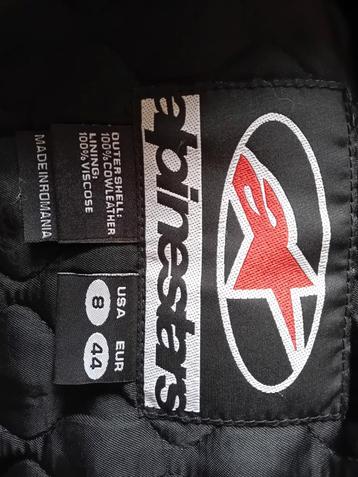 alpinestars
OUTER SHELL:
100% COWLEATHER
LINING:
100% VISCOSE
MADE IN ROMANIA
USA EUR
8 44